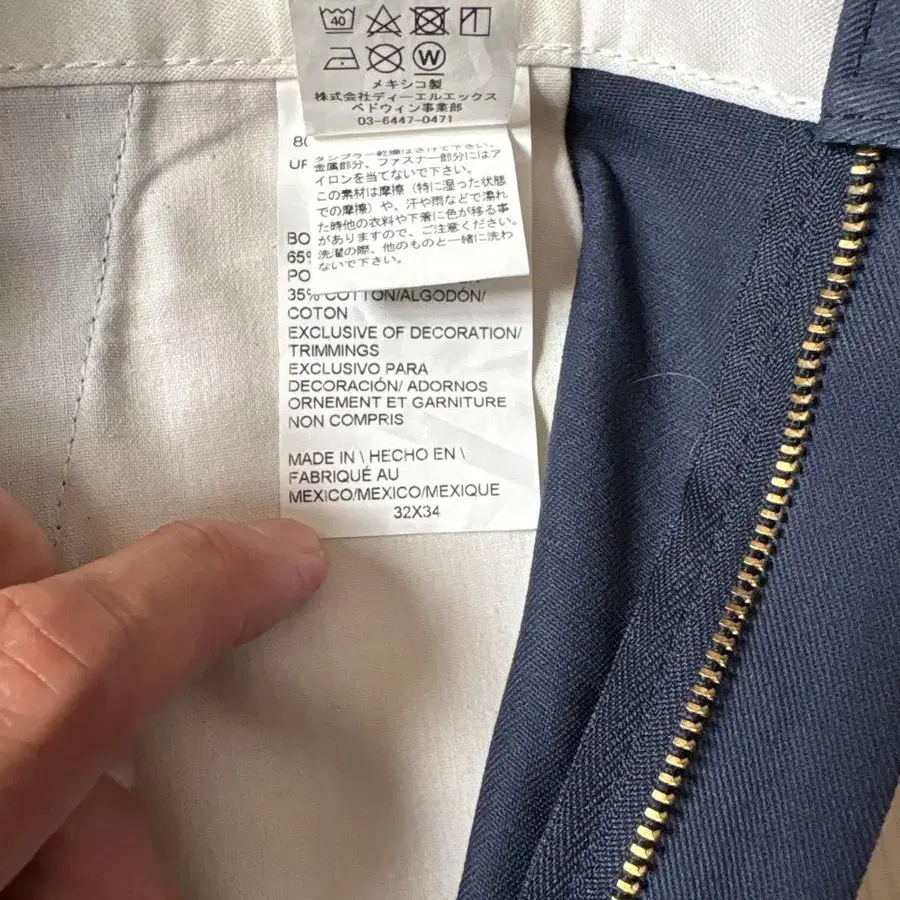 40
W
メキシコ製
株式会社ディーエルエックス
ベドウィン事業部
03-6447-0471
タンブラー乾燥はさけて下さい。
金属部分、ファスナー部分にはア
イロンを当てないで下さい。
この素材は摩擦（特に湿った状態
での摩擦）や、汗や雨などで濡れ
た時他の衣料や下着に色が移る事
がありますので、ご注意ください。
洗濯の際、他のものと一緒に洗わ
ないで下さい。
BO
65%
PO
35% COTTON/ALGODÓN/
COTON
EXCLUSIVE OF DECORATION/
TRIMMINGS
EXCLUSIVO PARA
DECORACIÓN/ ADORNOS
ORNEMENT ET GARNITURE
NON COMPRIS
MADE IN \ HECHO EN \
FABRIQUÉ AU
MEXICO/MEXICO/MEXIQUE
32X34